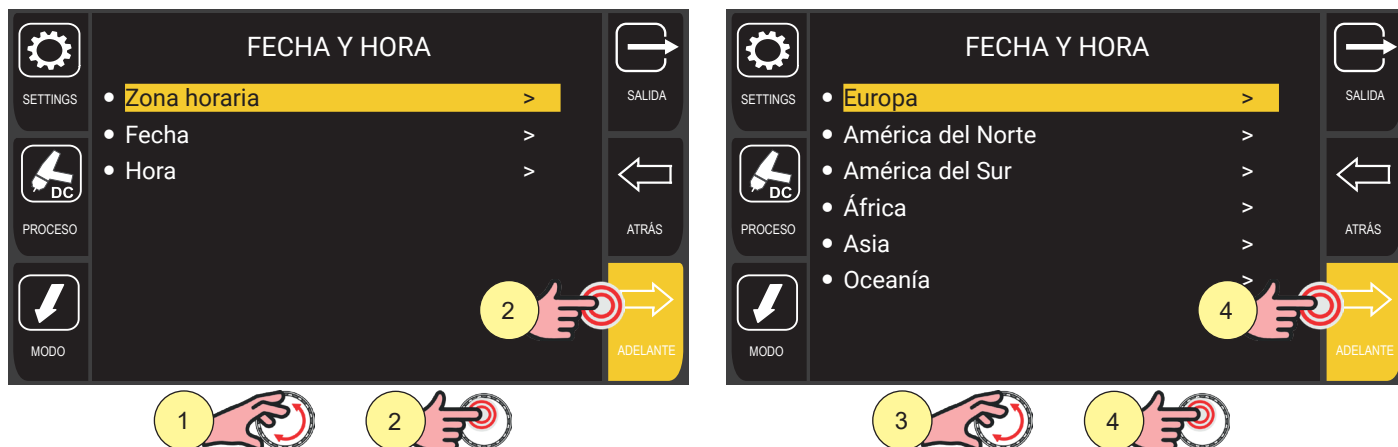 FECHA Y HORA
SETTINGS
• Zona horaria >
• Fecha >
• Hora >
DC
PROCESO
MODO
SALIDA
ATRÁS
2
ADELANTE
1
2
FECHA Y HORA
SETTINGS
• Europa >
• América del Norte >
• América del Sur >
• África >
• Asia >
• Oceanía >
DC
PROCESO
MODO
SALIDA
ATRÁS
4
ADELANTE
3
4